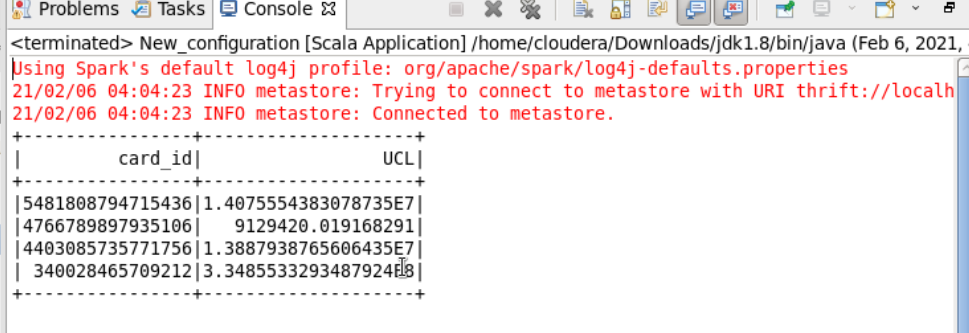 Problems Tasks Console
<terminated> New_configuration [Scala Application] /home/cloudera/Downloads/jdk1.8/bin/java (Feb 6, 2021,
Using Spark's default log4j profile: org/apache/spark/log4j-defaults.properties
21/02/06 04:04:23 INFO metastore: Trying to connect to metastore with URI thrift://localh
21/02/06 04:04:23 INFO metastore: Connected to metastore.
+----------------+--------------------+
|         card_id|                 UCL|
+----------------+--------------------+
|5481808794715436|1.4075554383078735E7|
|4766789897935106|   9129420.019168291|
|4403085735771756|1.3887938765606435E7|
| 340028465709212|3.3485533293487924E8|
+----------------+--------------------+